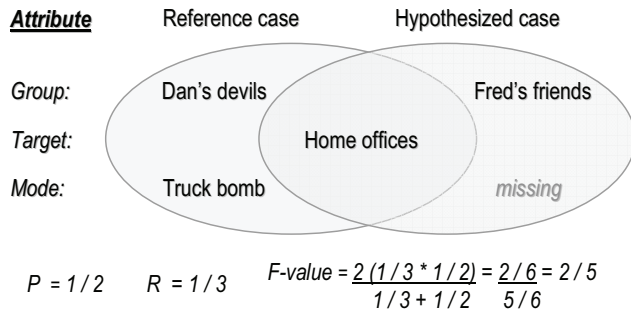 Attribute Reference case Hypothesized case
Group: Dan's devils Fred's friends
Target: Home offices
Mode: Truck bomb missing
P = 1 / 2 R = 1 / 3 F-value = 2 (1 / 3 * 1 / 2) = 2 / 6 = 2 / 5
1 / 3 + 1 / 2 5 / 6